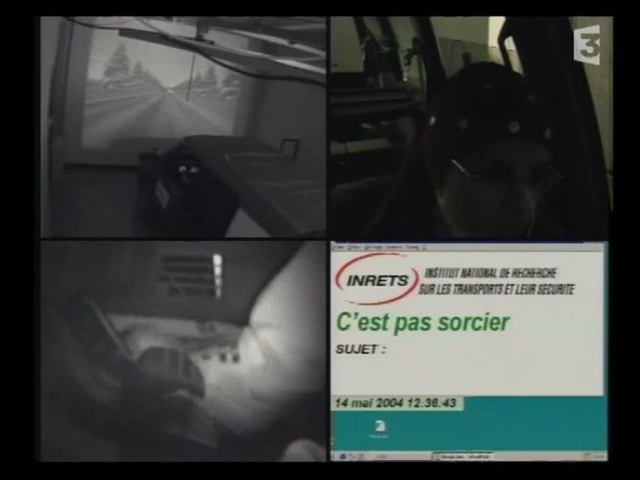 3
INRETS
INSTITUT NATIONAL DE RECHERCHE
SUR LES TRANSPORTS ET LEUR SECURITE
C'est pas sorcier
SUJET :
14 mai 2004 12:36.43